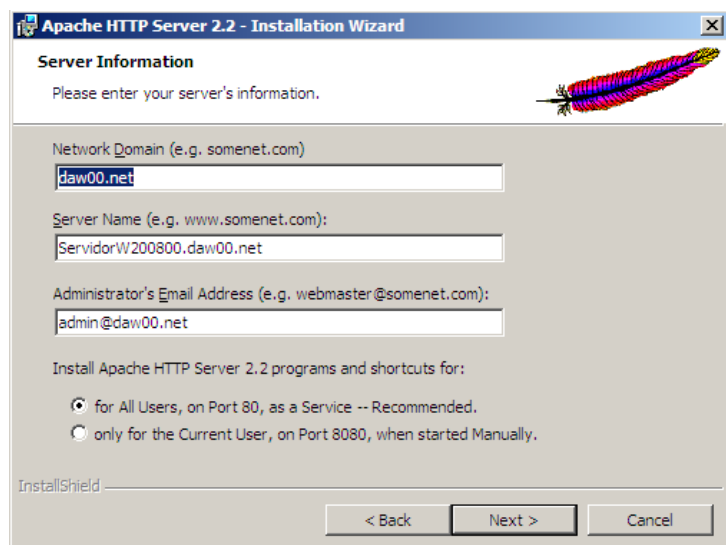 Apache HTTP Server 2.2 - Installation Wizard
Server Information
Please enter your server's information.
Network Domain (e.g. somenet.com)
daw00.net
Server Name (e.g. www.somenet.com):
ServidorW200800.daw00.net
Administrator's Email Address (e.g. webmaster@somenet.com):
admin@daw00.net
Install Apache HTTP Server 2.2 programs and shortcuts for:
for All Users, on Port 80, as a Service -- Recommended.
only for the Current User, on Port 8080, when started Manually.
InstallShield
< Back Next > Cancel